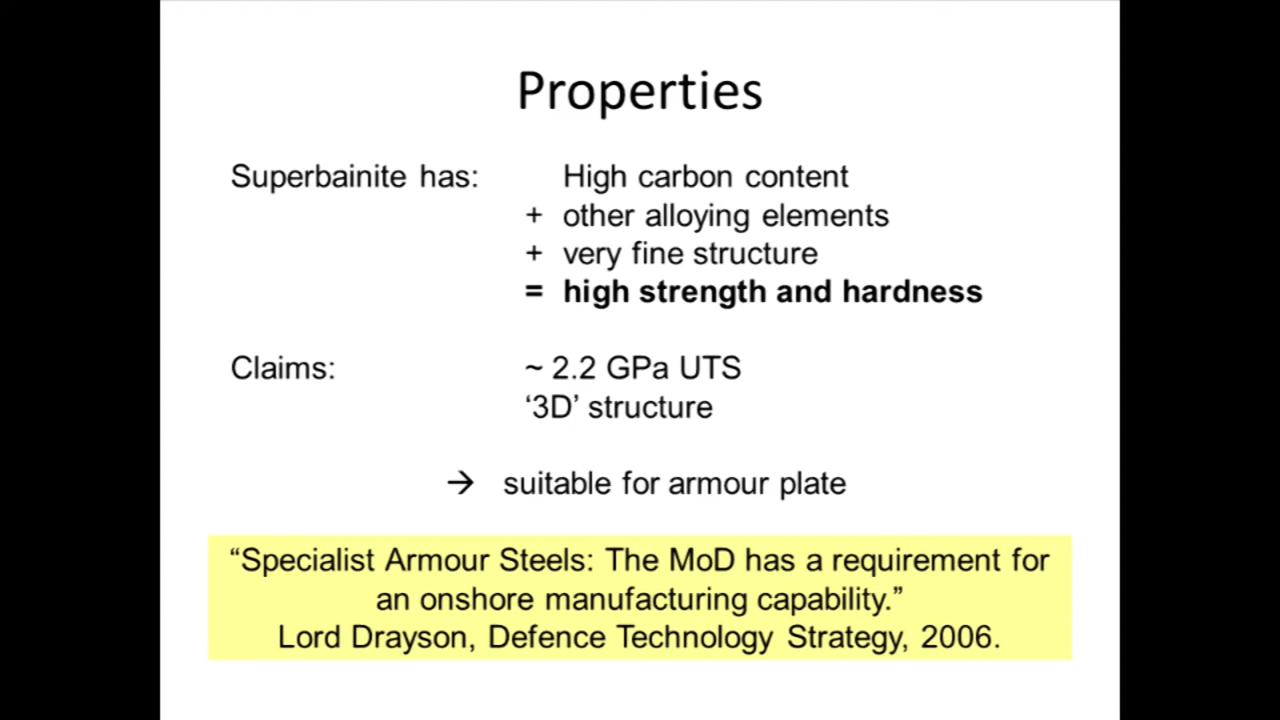 Properties
Superbainite has: High carbon content
+ other alloying elements
+ very fine structure
= high strength and hardness
Claims: ~ 2.2 GPa UTS
‘3D’ structure
→ suitable for armour plate
“Specialist Armour Steels: The MoD has a requirement for
an onshore manufacturing capability.”
Lord Drayson, Defence Technology Strategy, 2006.